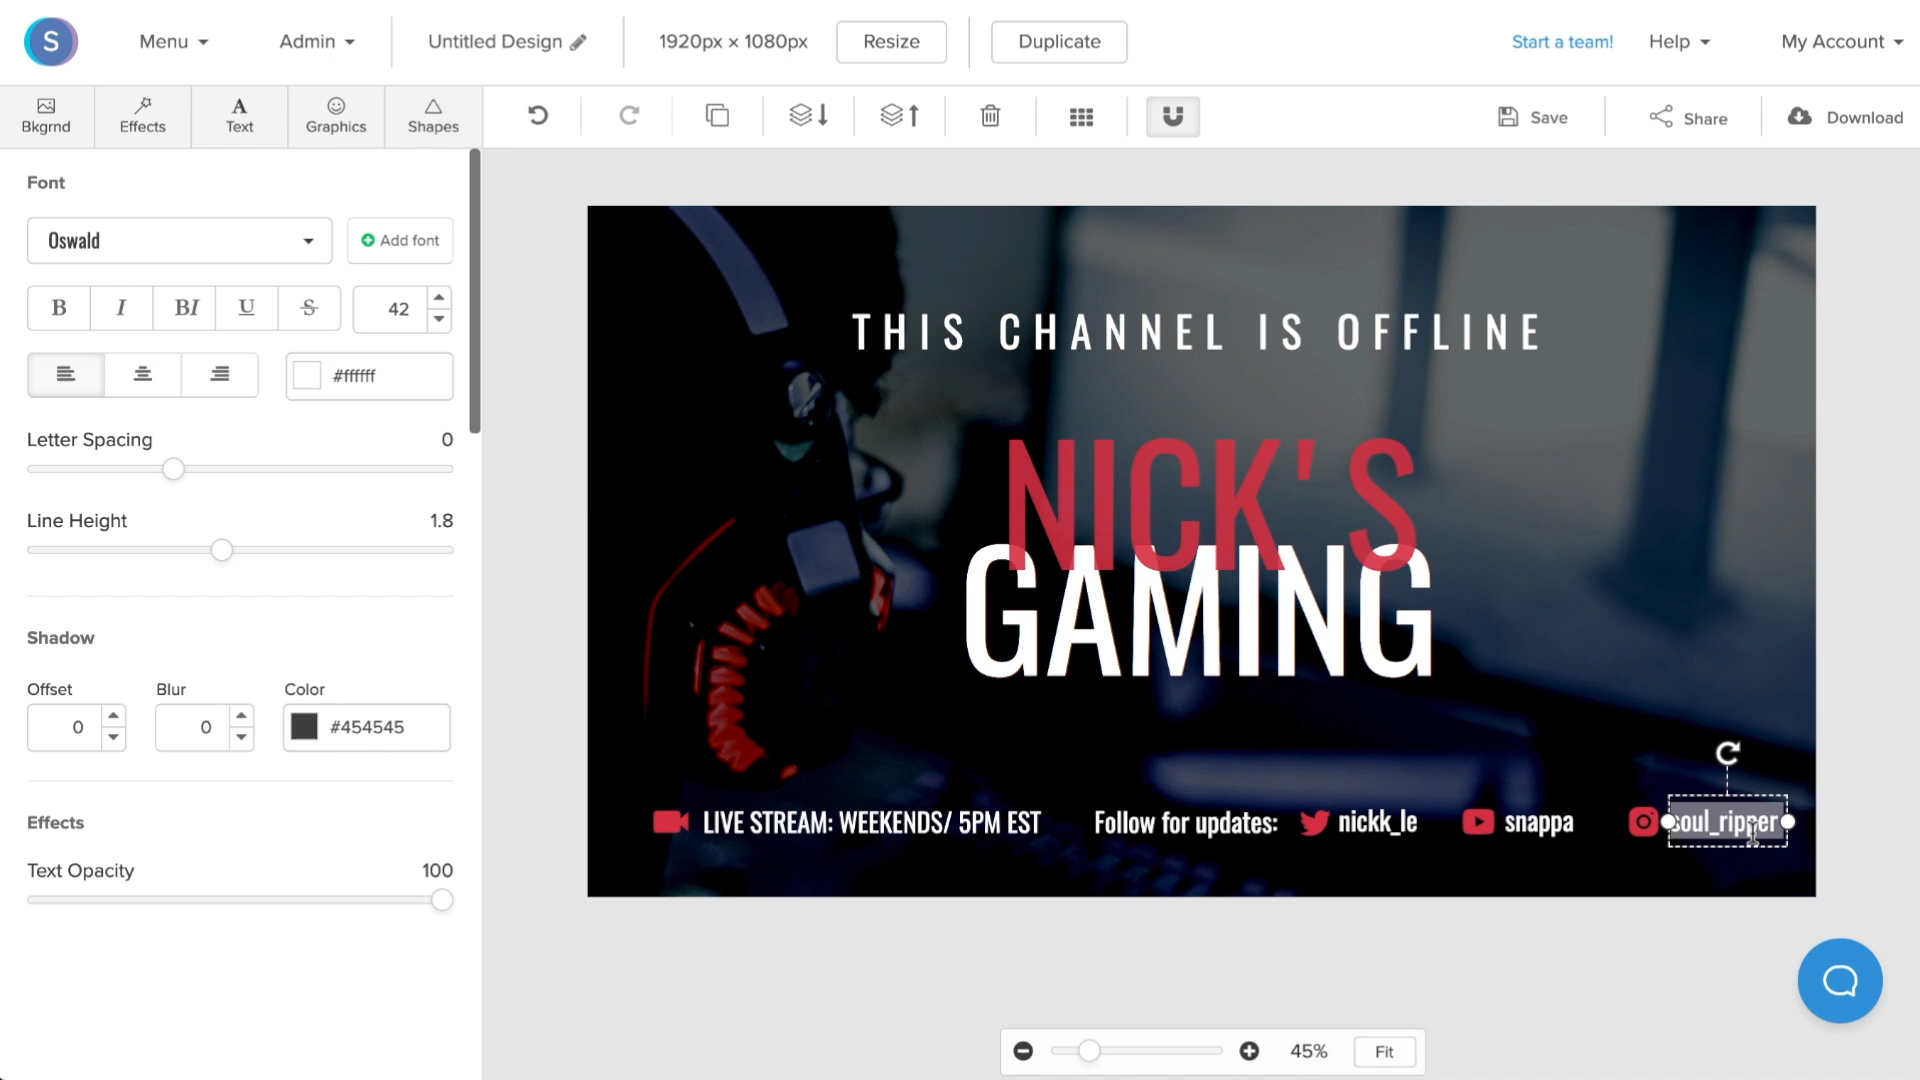 S
Menu
Admin
Untitled Design
1920px × 1080px
Resize
Duplicate
Start a team!
Help
My Account
Bkgrnd
Effects
A
Text
Graphics
Shapes
Save
Share
Download
Font
Oswald
Add font
B I BI U S
42
#ffffff
Letter Spacing 0
Line Height 1.8
Shadow
Offset Blur Color
0 0 #454545
Effects
Text Opacity 100
THIS CHANNEL IS OFFLINE
NICK'S
GAMING
LIVE STREAM: WEEKENDS/ 5PM EST
Follow for updates:
nickk_le
snappa
soul_ripper
45%
Fit